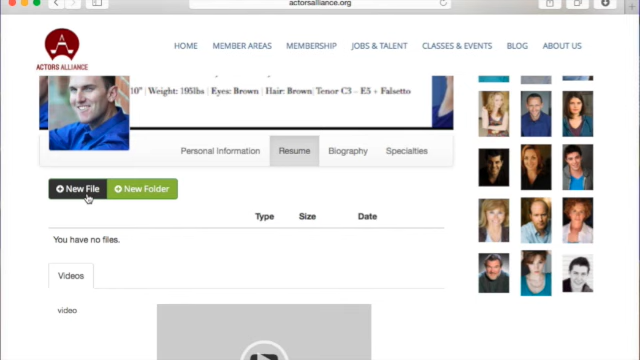 actorsalliance.org
ACTORS ALLIANCE
HOME MEMBER AREAS MEMBERSHIP JOBS & TALENT CLASSES & EVENTS BLOG ABOUT US
10" | Weight: 195lbs | Eyes: Brown | Hair: Brown| Tenor C3 – E5 + Falsetto
Personal Information Resume Biography Specialties
New File New Folder
Type Size Date
You have no files.
Videos
video